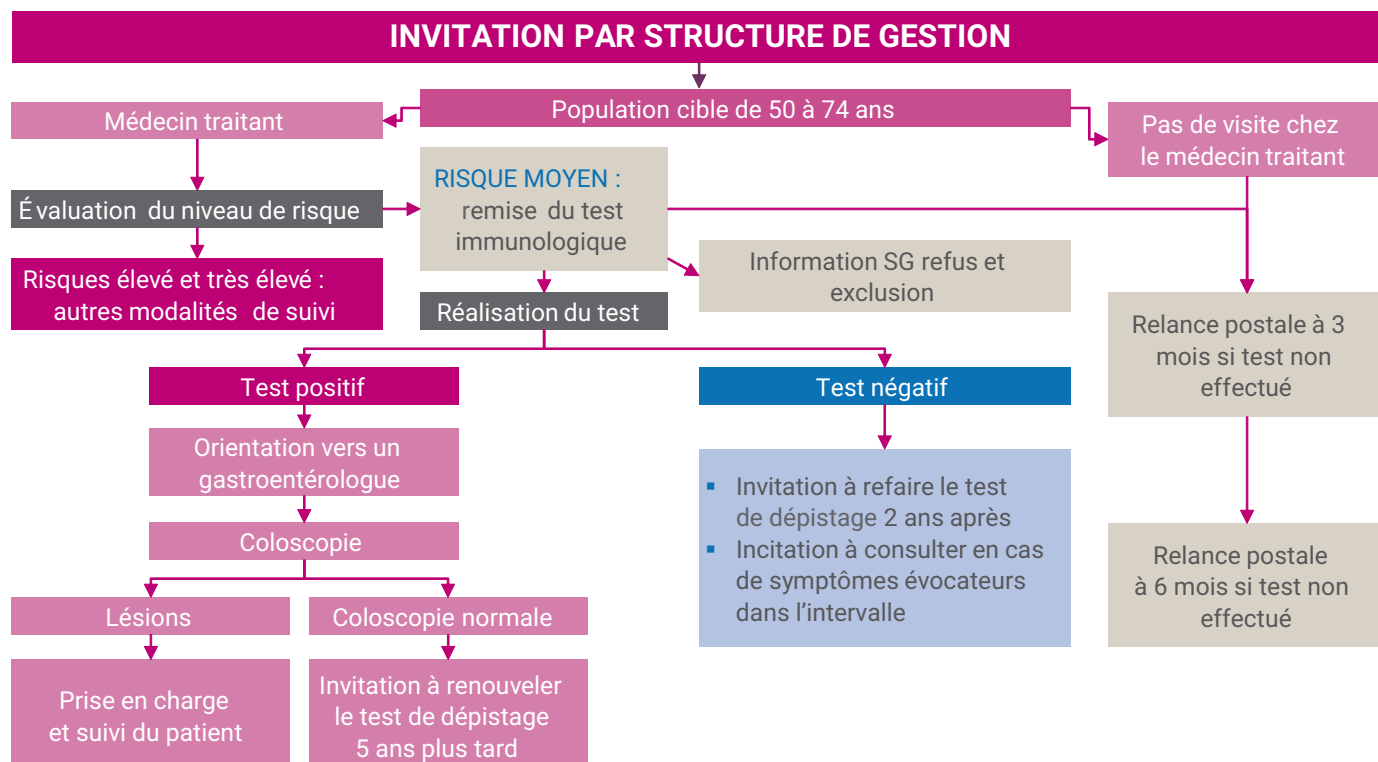 INVITATION PAR STRUCTURE DE GESTION
Population cible de 50 à 74 ans
Médecin traitant
Pas de visite chez
le médecin traitant
Évaluation du niveau de risque
RISQUE MOYEN :
remise du test
immunologique
Risques élevé et très élevé :
autres modalités de suivi
Information SG refus et
exclusion
Réalisation du test
Relance postale à 3
mois si test non
effectué
Test positif
Test négatif
Orientation vers un
gastroentérologue
▪ Invitation à refaire le test
de dépistage 2 ans après
▪ Incitation à consulter en cas
de symptômes évocateurs
dans l'intervalle
Coloscopie
Relance postale
à 6 mois si test non
effectué
Lésions
Coloscopie normale
Prise en charge
et suivi du patient
Invitation à renouveler
le test de dépistage
5 ans plus tard